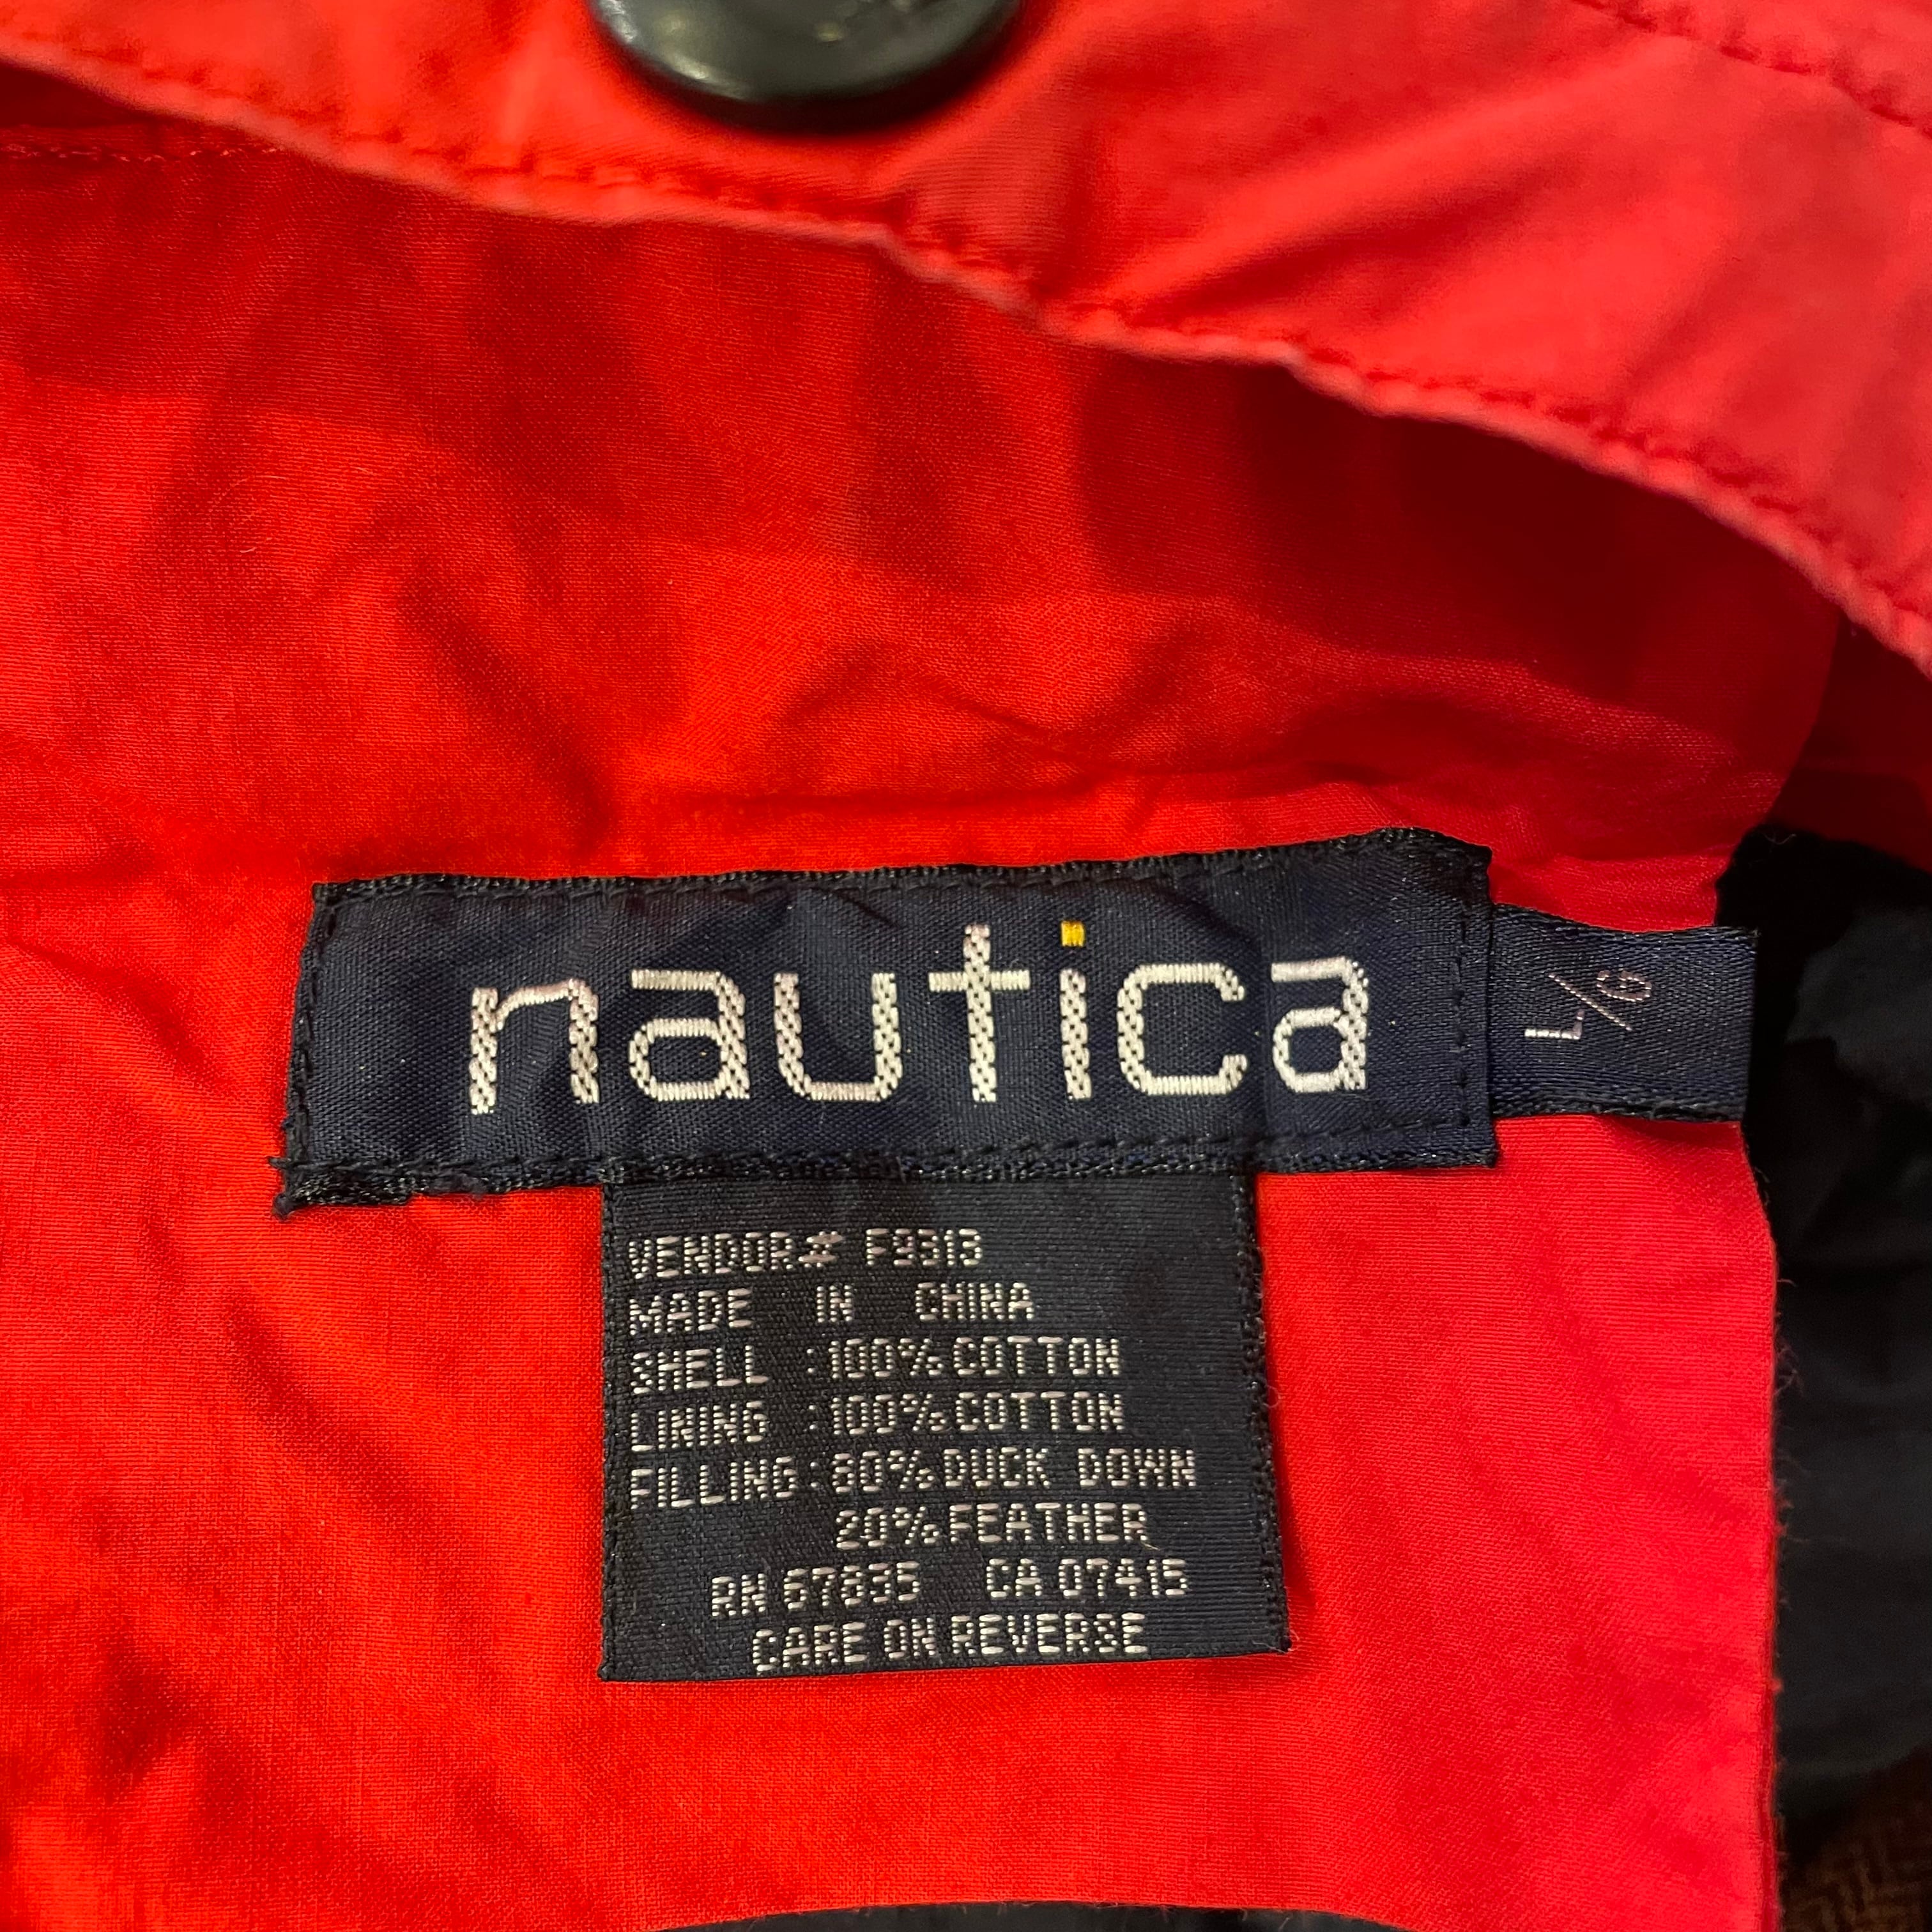 nautica
L/G
VENDOR# F9313
MADE IN CHINA
SHELL :100% COTTON
LINING :100% COTTON
FILLING:80% DUCK DOWN
20% FEATHER
RN 67835 CA 07415
CARE ON REVERSE